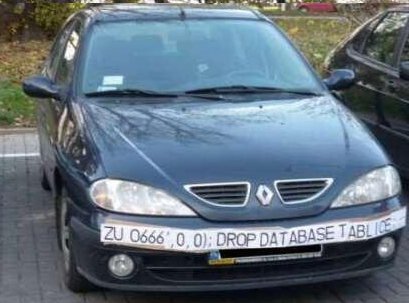 ZU 0666', 0, 0); DROP DATABASE TABLICE;